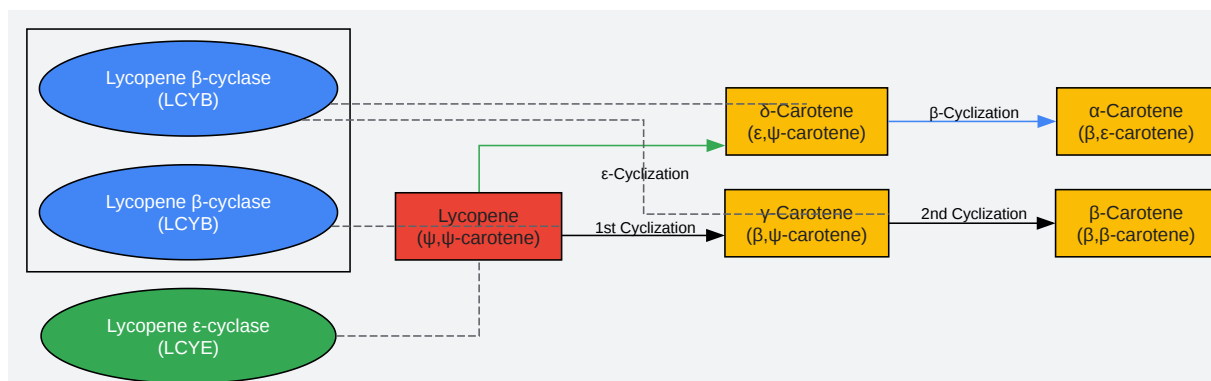 Lycopene β-cyclase
(LCYB)
δ-Carotene
(ε,ψ-carotene)
β-Cyclization
α-Carotene
(β,ε-carotene)
ε-Cyclization
Lycopene β-cyclase
(LCYB)
Lycopene
(ψ,ψ-carotene)
1st Cyclization
γ-Carotene
(β,ψ-carotene)
2nd Cyclization
β-Carotene
(β,β-carotene)
Lycopene ε-cyclase
(LCYE)